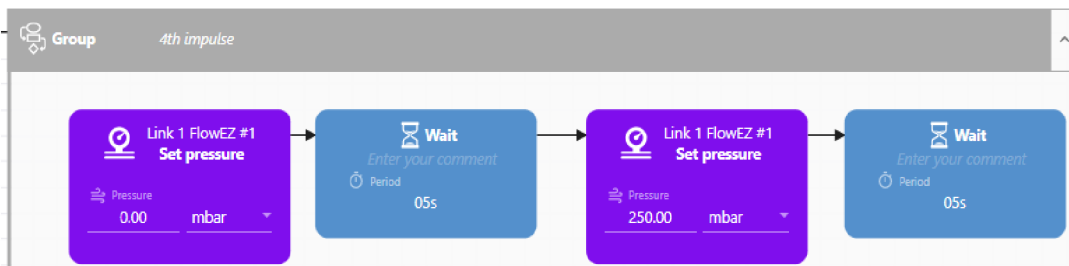 Group 4th impulse
Link 1 FlowEZ #1
Set pressure
Pressure
0.00 mbar
Wait
Enter your comment
Period
05s
Link 1 FlowEZ #1
Set pressure
Pressure
250.00 mbar
Wait
Enter your comment
Period
05s